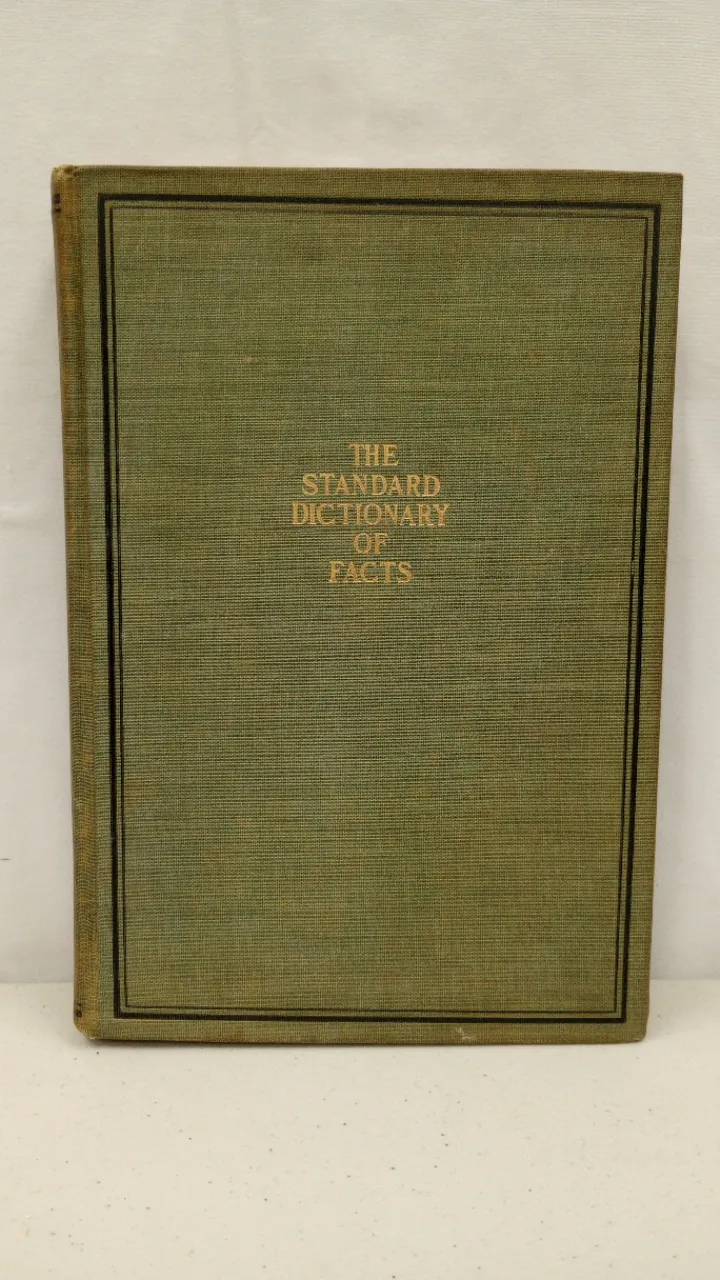 THE
STANDARD
DICTIONARY
OF
FACTS